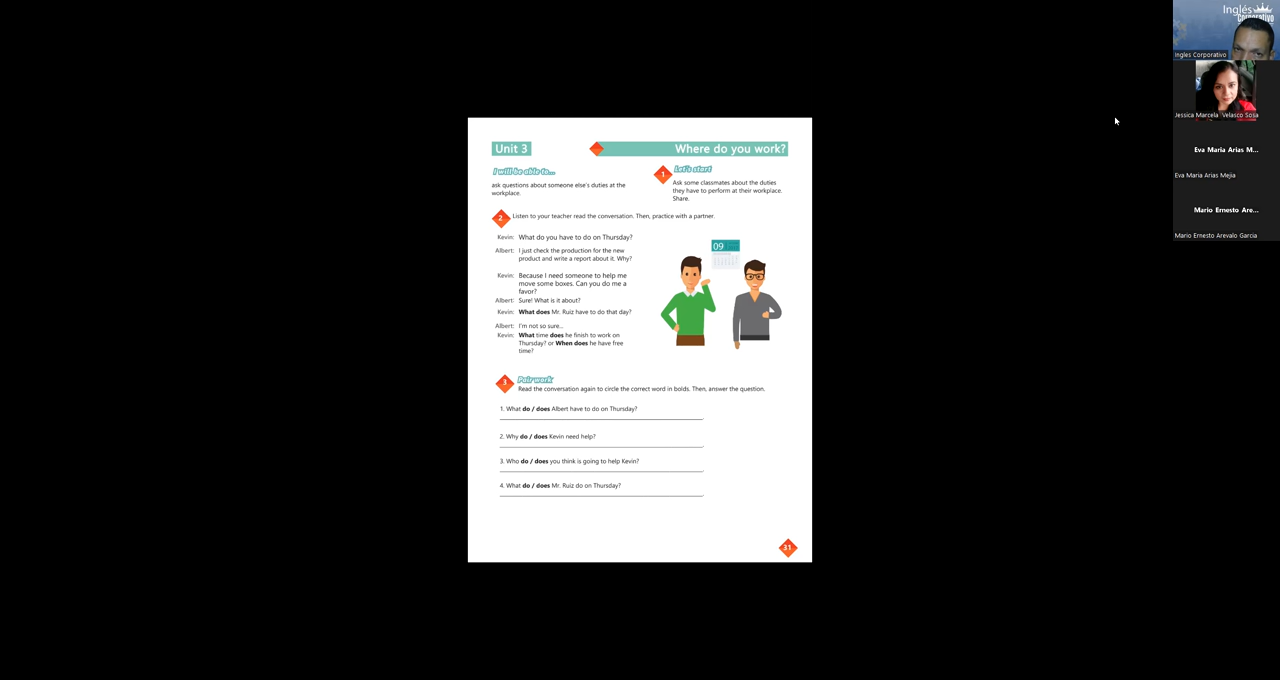 Unit 3
Where do you work?
I will be able to...
ask questions about someone else's duties at the
workplace.
1
Let's start
Ask some classmates about the duties
they have to perform at their workplace.
Share.
2
Listen to your teacher read the conversation. Then, practice with a partner.
Kevin: What do you have to do on Thursday?
Albert: I just check the production for the new
product and write a report about it. Why?
Kevin: Because I need someone to help me
move some boxes. Can you do me a
favor?
Albert: Sure! What is it about?
Kevin: What does Mr. Ruiz have to do that day?
Albert: I'm not so sure...
Kevin: What time does he finish to work on
Thursday? or When does he have free
time?
09
3
Pair work
Read the conversation again to circle the correct word in bolds. Then, answer the question.
1. What do / does Albert have to do on Thursday?
2. Why do / does Kevin need help?
3. Who do / does you think is going to help Kevin?
4. What do / does Mr. Ruiz do on Thursday?
31
Inglés
Corporativo
Ingles Corporativo
Jessica Marcela Velasco Sosa
Eva Maria Arias M...
Eva Maria Arias Mejia
Mario Ernesto Are...
Mario Ernesto Arevalo Garcia